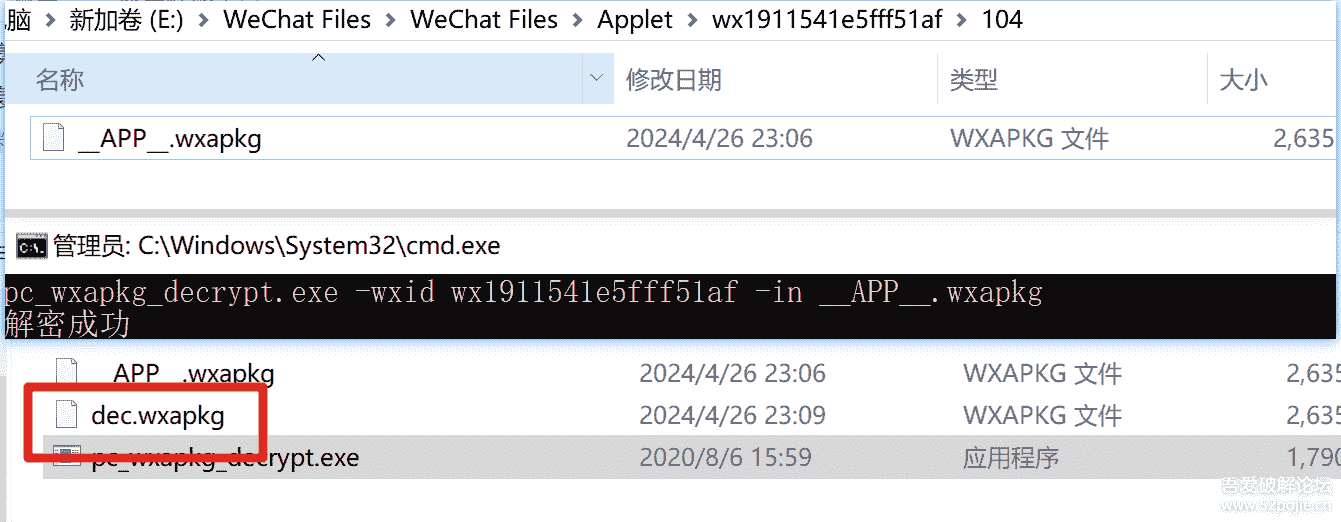 脑 新加卷 (E:) WeChat Files WeChat Files Applet wx1911541e5fff51af 104
名称 修改日期 类型 大小
__APP__.wxapkg 2024/4/26 23:06 WXAPKG 文件 2,635
管理员: C:\Windows\System32\cmd.exe
pc_wxapkg_decrypt.exe -wxid wx1911541e5fff51af -in __APP__.wxapkg
解密成功
__APP__.wxapkg 2024/4/26 23:06 WXAPKG 文件 2,635
dec.wxapkg 2024/4/26 23:09 WXAPKG 文件 2,635
pc_wxapkg_decrypt.exe 2020/8/6 15:59 应用程序 1,790
吾爱破解论坛
www.52pojie.cn